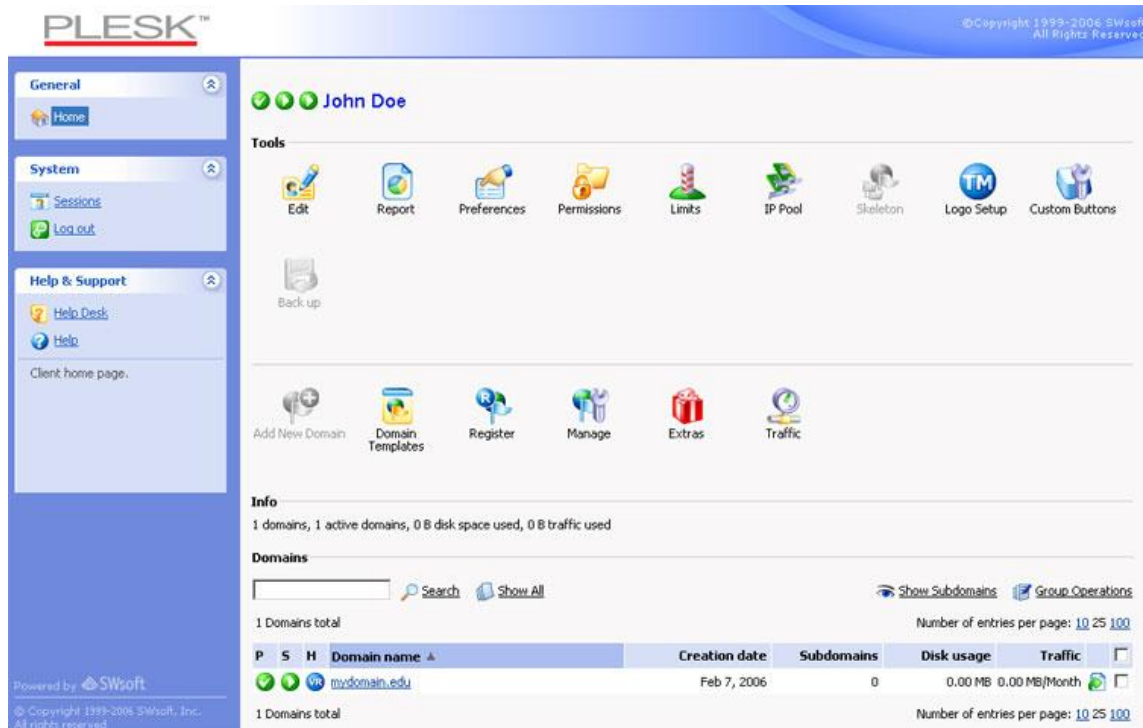 PLESK™
©Copyright 1999-2006 SWsoft
All Rights Reserved
General
Home
System
Sessions
Log out
Help & Support
Help Desk
Help
Client home page.
John Doe
Tools
Edit Report Preferences Permissions Limits IP Pool Skeleton Logo Setup Custom Buttons
TM
Back up
Add New Domain Domain Templates Register Manage Extras Traffic
R
Info
1 domains, 1 active domains, 0 B disk space used, 0 B traffic used
Domains
Search Show All Show Subdomains Group Operations
1 Domains total Number of entries per page: 10 25 100
P S H Domain name Creation date Subdomains Disk usage Traffic
VR mydomain.edu Feb 7, 2006 0 0.00 MB 0.00 MB/Month
1 Domains total Number of entries per page: 10 25 100
Powered by SWsoft
© Copyright 1999-2006 SWsoft, Inc.
All rights reserved